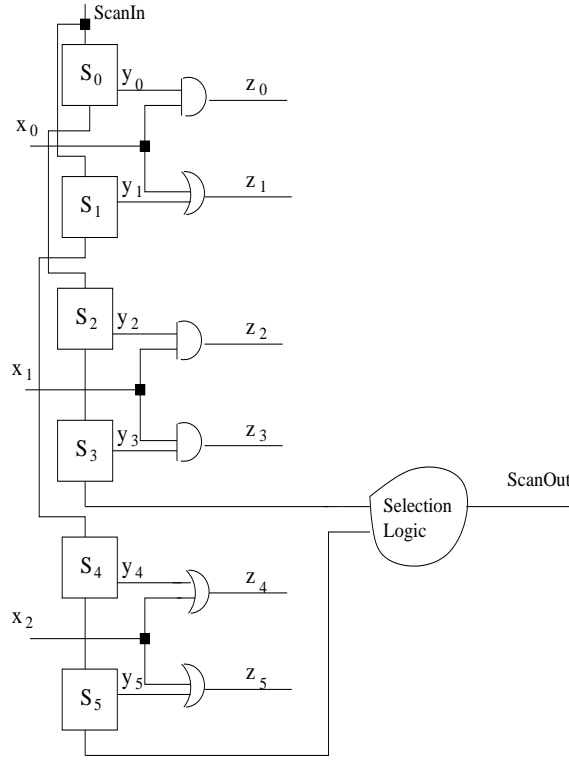 ScanIn
S0 y0 z0
x0
S1 y1 z1
S2 y2 z2
x1
S3 y3 z3
ScanOut
Selection
Logic
S4 y4 z4
x2
S5 y5 z5